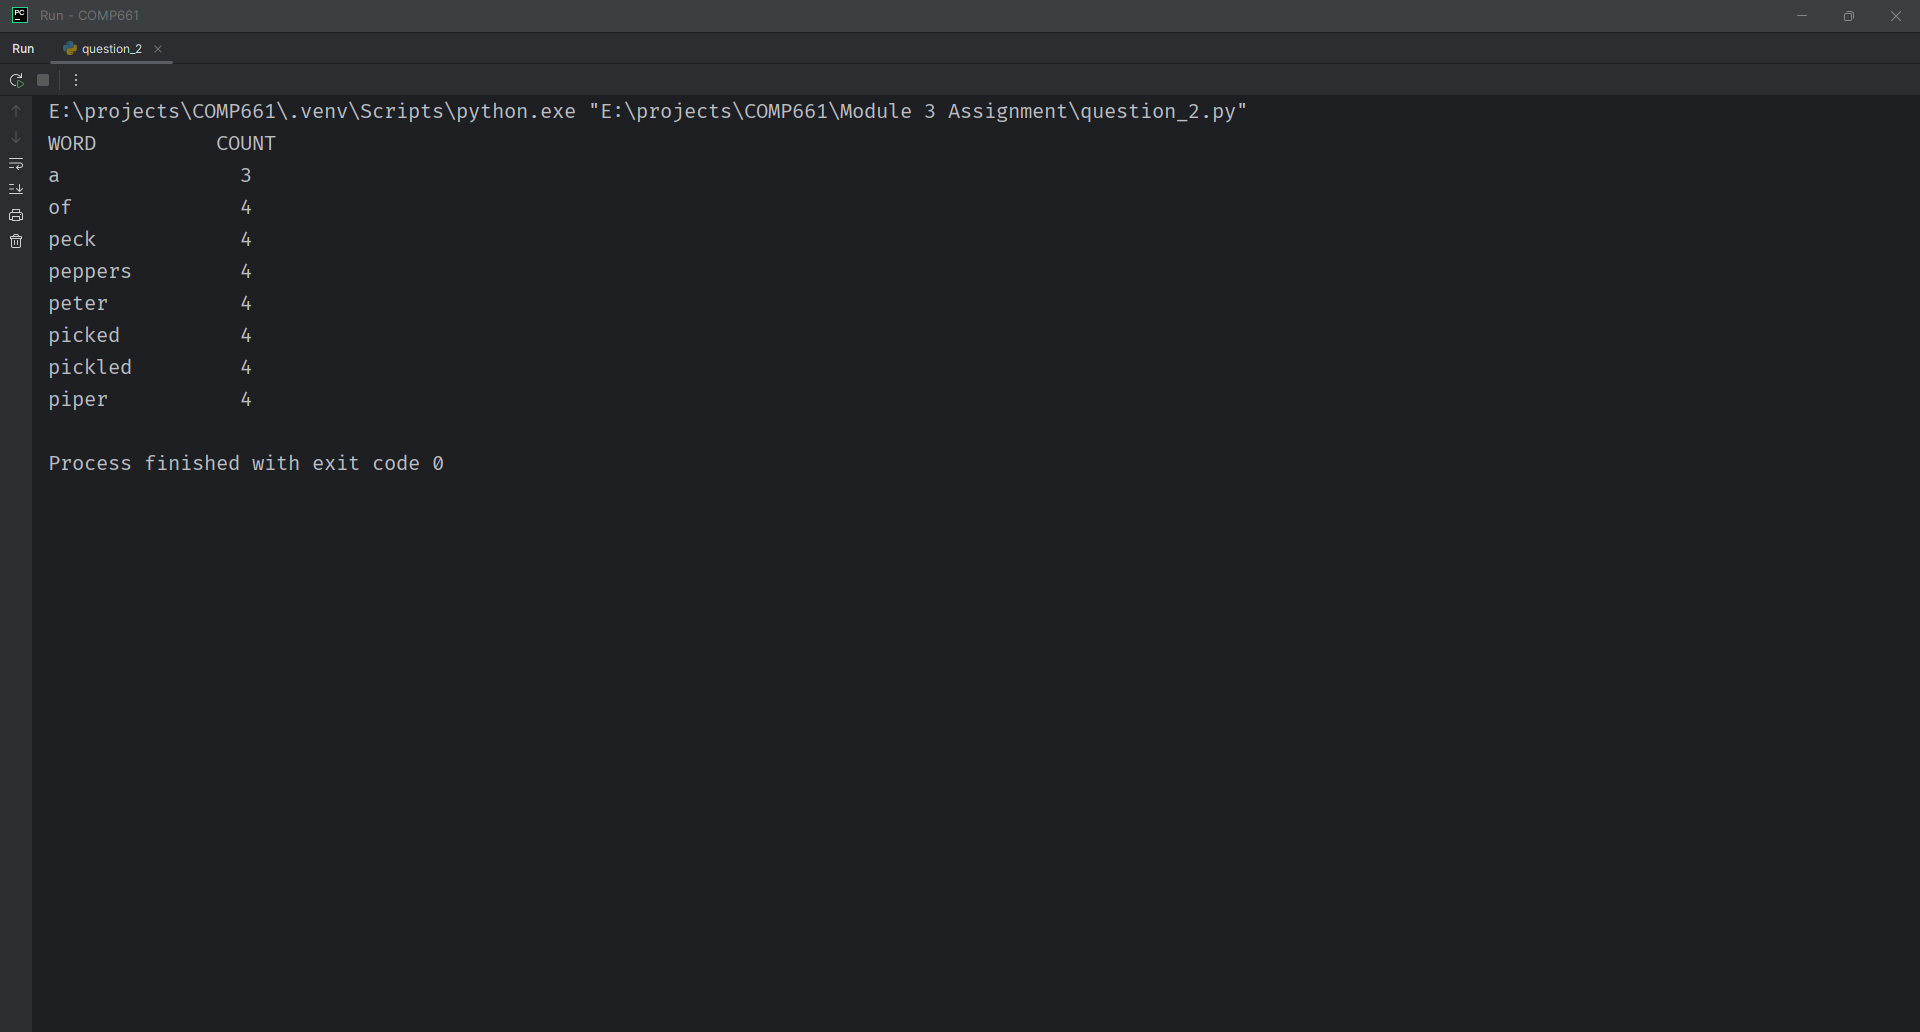 PC Run - COMP661
Run question_2
E:\projects\COMP661\.venv\Scripts\python.exe "E:\projects\COMP661\Module 3 Assignment\question_2.py"
WORD          COUNT
a               3
of              4
peck            4
peppers         4
peter           4
picked          4
pickled         4
piper           4
Process finished with exit code 0